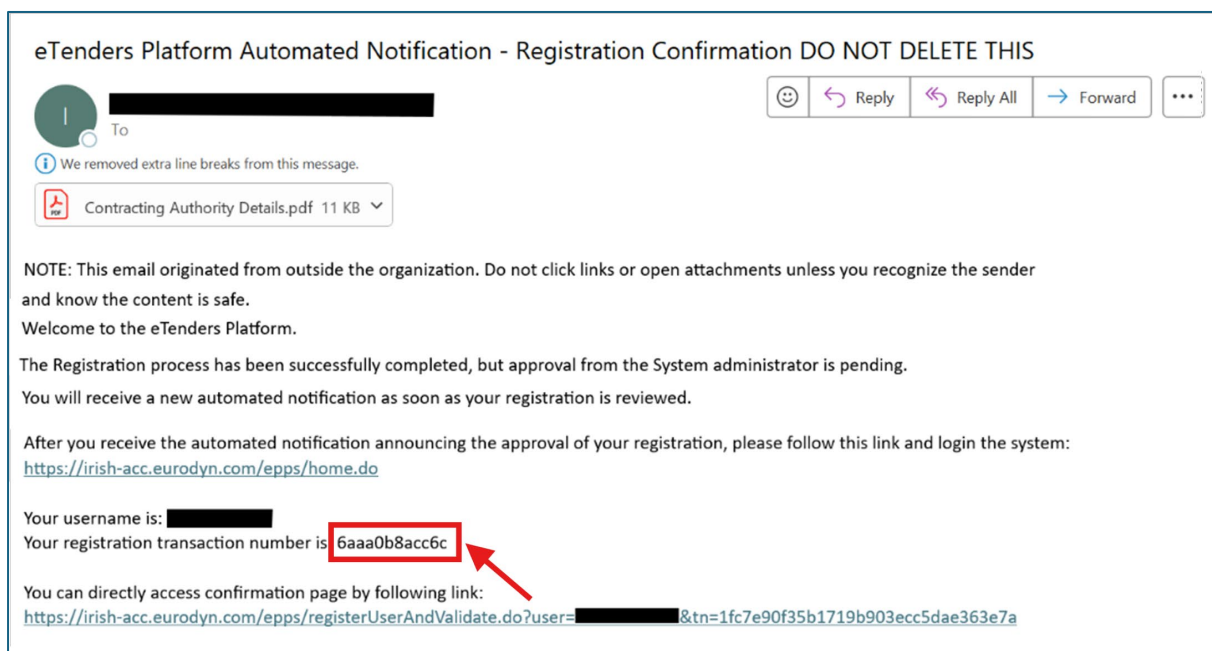 eTenders Platform Automated Notification - Registration Confirmation DO NOT DELETE THIS
I
To
Reply
Reply All
Forward
We removed extra line breaks from this message.
PDF
Contracting Authority Details.pdf 11 KB
NOTE: This email originated from outside the organization. Do not click links or open attachments unless you recognize the sender
and know the content is safe.
Welcome to the eTenders Platform.
The Registration process has been successfully completed, but approval from the System administrator is pending.
You will receive a new automated notification as soon as your registration is reviewed.
After you receive the automated notification announcing the approval of your registration, please follow this link and login the system:
https://irish-acc.eurodyn.com/epps/home.do
Your username is:
Your registration transaction number is 6aaa0b8acc6c
You can directly access confirmation page by following link:
https://irish-acc.eurodyn.com/epps/registerUserAndValidate.do?user= &tn=1fc7e90f35b1719b903ecc5dae363e7a